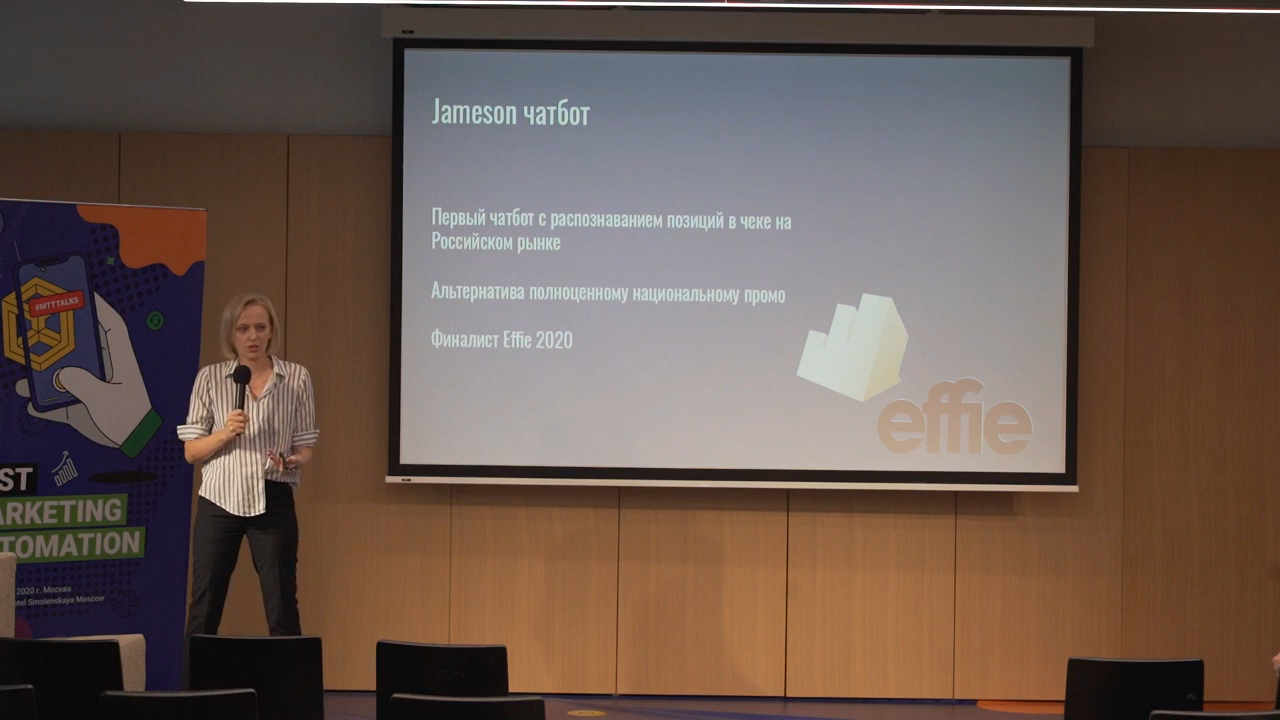 Jameson чатбот
Первый чатбот с распознаванием позиций в чеке на
Российском рынке
Альтернатива полноценному национальному промо
Финалист Effie 2020
effie
#MTTTALKS
ST
ARKETING
TOMATION
2020 г. Москва
tel Smolenskaya Moscow